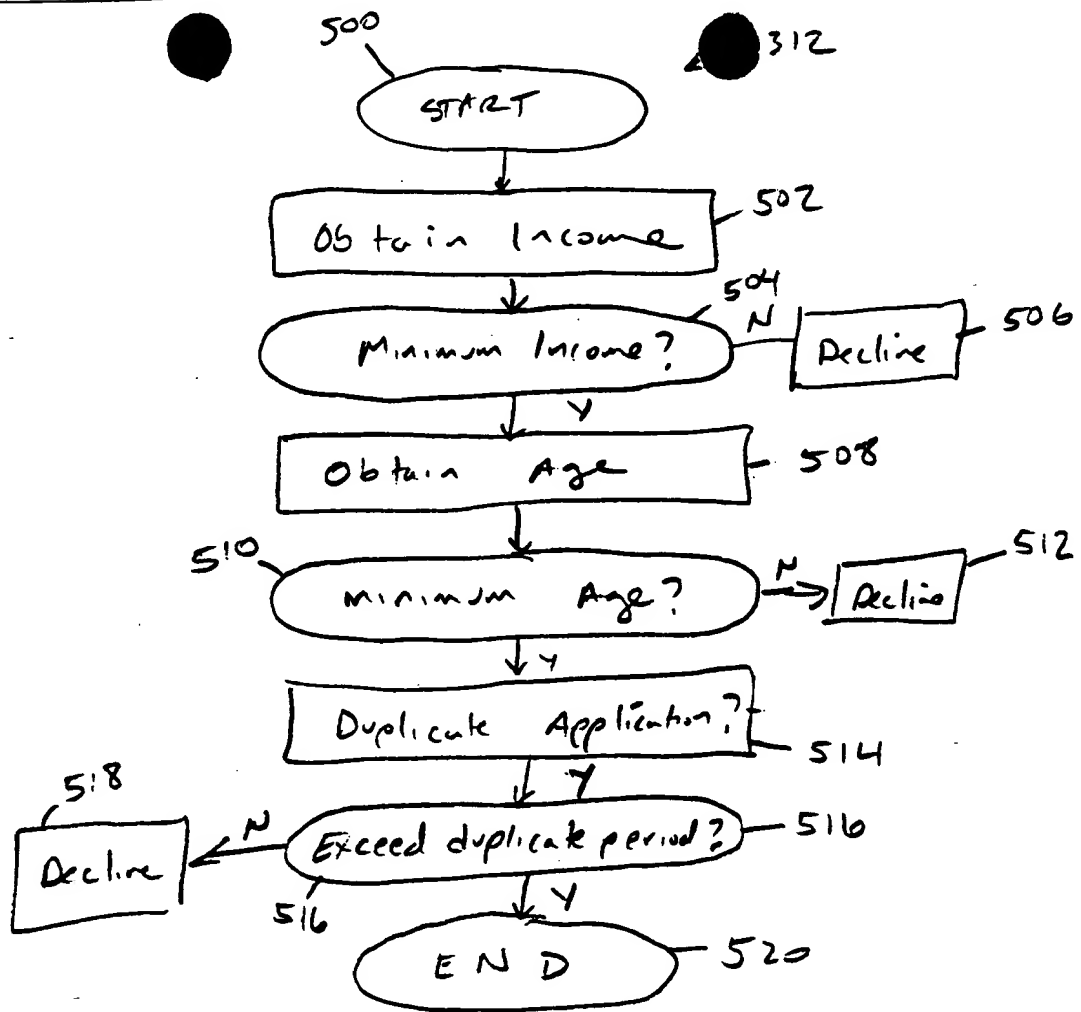 500
312
START
502
Obtain Income
504
Minimum Income?
N
506
Decline
Y
Obtain Age
508
510
Minimum Age?
N
512
Decline
Y
Duplicate Application?
514
Y
518
Decline
N
Exceed duplicate period?
516
516
Y
END
520